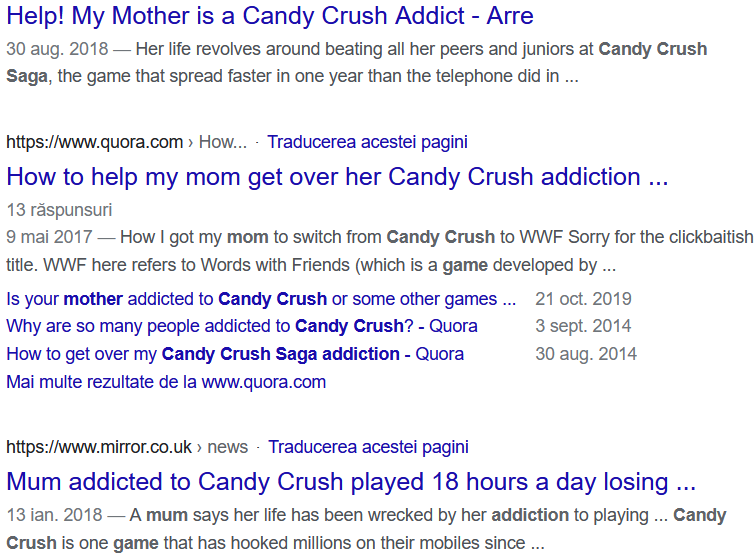 Help! My Mother is a Candy Crush Addict - Arre
30 aug. 2018 — Her life revolves around beating all her peers and juniors at Candy Crush
Saga, the game that spread faster in one year than the telephone did in ...
https://www.quora.com › How... · Traducerea acestei pagini
How to help my mom get over her Candy Crush addiction ...
13 răspunsuri
9 mai 2017 — How I got my mom to switch from Candy Crush to WWF Sorry for the clickbaitish
title. WWF here refers to Words with Friends (which is a game developed by ...
Is your mother addicted to Candy Crush or some other games ... 21 oct. 2019
Why are so many people addicted to Candy Crush? - Quora 3 sept. 2014
How to get over my Candy Crush Saga addiction - Quora 30 aug. 2014
Mai multe rezultate de la www.quora.com
https://www.mirror.co.uk › news · Traducerea acestei pagini
Mum addicted to Candy Crush played 18 hours a day losing ...
13 ian. 2018 — A mum says her life has been wrecked by her addiction to playing ... Candy
Crush is one game that has hooked millions on their mobiles since ...